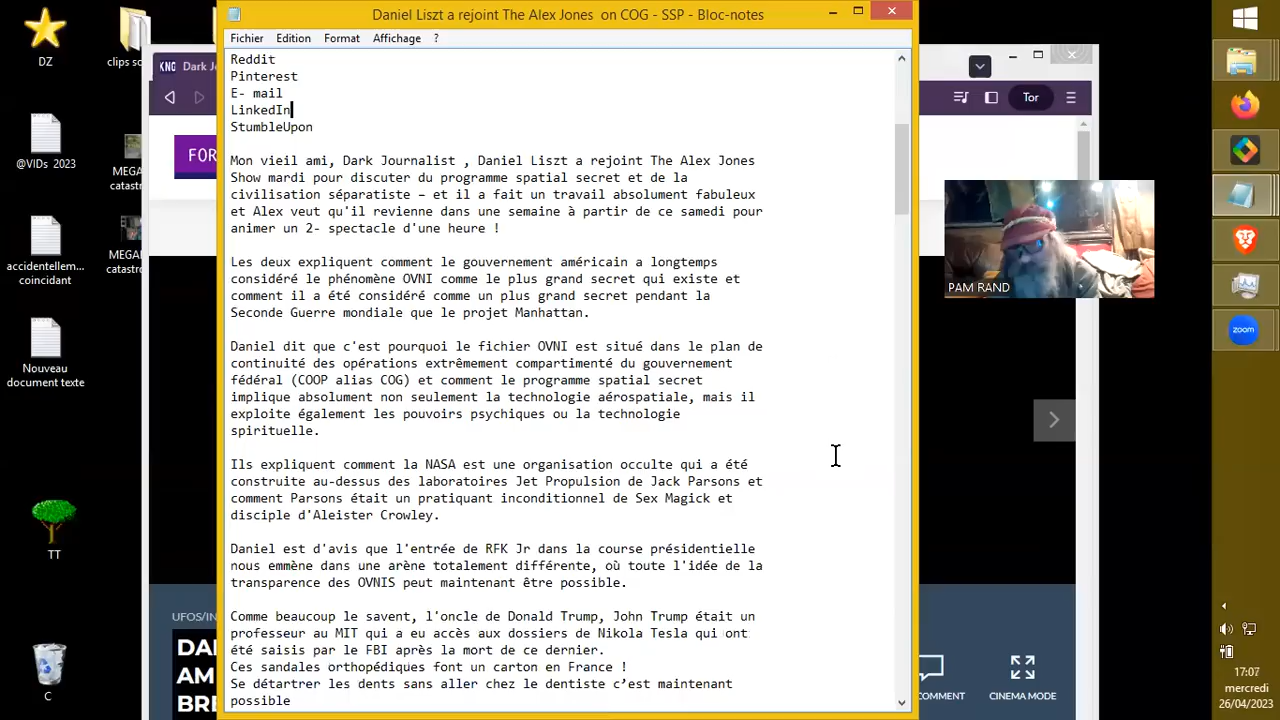 Daniel Liszt a rejoint The Alex Jones  on COG - SSP - Bloc-notes
Fichier Edition Format Affichage ?
Reddit
Pinterest
E- mail
LinkedIn
StumbleUpon
Mon vieil ami, Dark Journalist , Daniel Liszt a rejoint The Alex Jones
Show mardi pour discuter du programme spatial secret et de la
civilisation séparatiste – et il a fait un travail absolument fabuleux
et Alex veut qu'il revienne dans une semaine à partir de ce samedi pour
animer un 2- spectacle d'une heure !
Les deux expliquent comment le gouvernement américain a longtemps
considéré le phénomène OVNI comme le plus grand secret qui existe et
comment il a été considéré comme un plus grand secret pendant la
Seconde Guerre mondiale que le projet Manhattan.
Daniel dit que c'est pourquoi le fichier OVNI est situé dans le plan de
continuité des opérations extrêmement compartimenté du gouvernement
fédéral (COOP alias COG) et comment le programme spatial secret
implique absolument non seulement la technologie aérospatiale, mais il
exploite également les pouvoirs psychiques ou la technologie
spirituelle.
Ils expliquent comment la NASA est une organisation occulte qui a été
construite au-dessus des laboratoires Jet Propulsion de Jack Parsons et
comment Parsons était un pratiquant inconditionnel de Sex Magick et
disciple d'Aleister Crowley.
Daniel est d'avis que l'entrée de RFK Jr dans la course présidentielle
nous emmène dans une arène totalement différente, où toute l'idée de la
transparence des OVNIS peut maintenant être possible.
Comme beaucoup le savent, l'oncle de Donald Trump, John Trump était un
professeur au MIT qui a eu accès aux dossiers de Nikola Tesla qui ont
été saisis par le FBI après la mort de ce dernier.
Ces sandales orthopédiques font un carton en France !
Se détartrer les dents sans aller chez le dentiste c’est maintenant
possible
DZ
clips sc
@VIDs 2023
MEGA
catast
accidentellem...
coincidant
MEGA
catastr
Nouveau
document texte
TT
C
KNO
Dark Jo
FOR
Tor
PAM RAND
UFOS/IN
DA
AM
BRE
COMMENT
CINEMA MODE
zoom
17:07
mercredi
26/04/2023